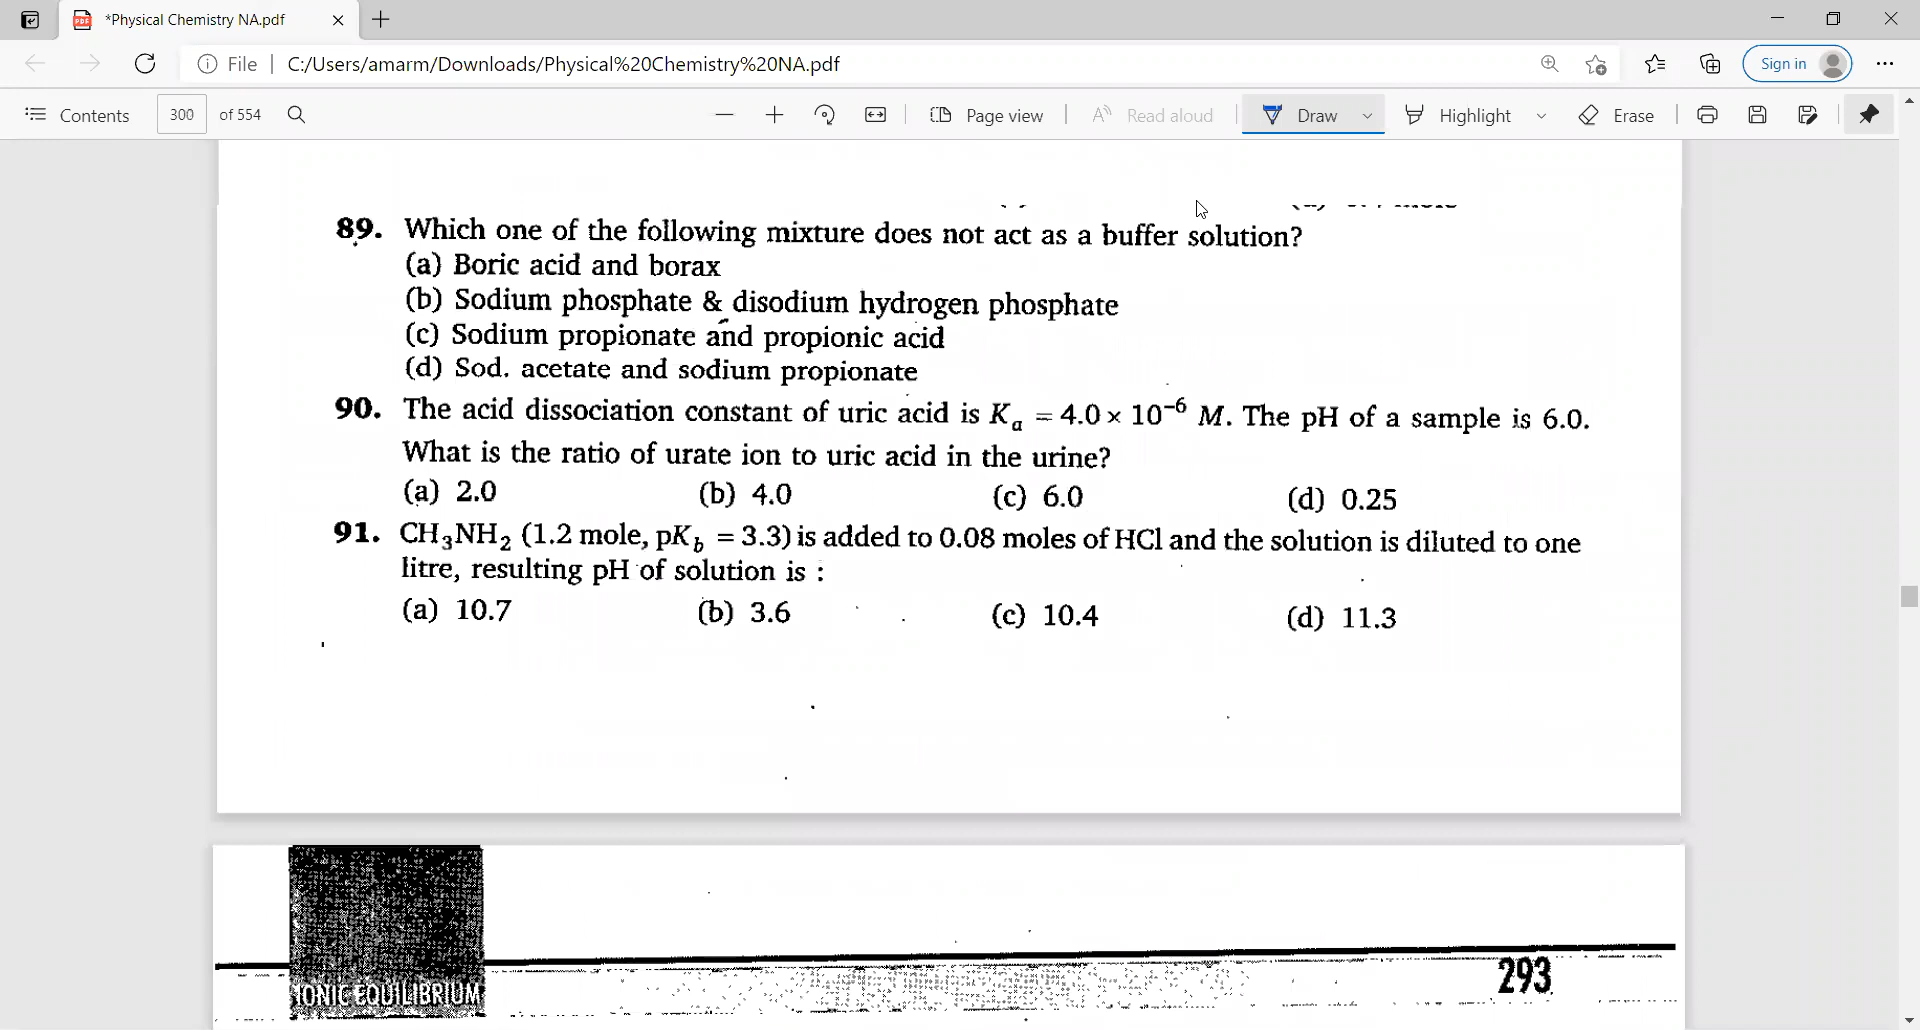 *Physical Chemistry NA.pdf
File | C:/Users/amarm/Downloads/Physical%20Chemistry%20NA.pdf
Sign in
Contents 300 of 554 Page view Read aloud Draw Highlight Erase
89. Which one of the following mixture does not act as a buffer solution?
(a) Boric acid and borax
(b) Sodium phosphate & disodium hydrogen phosphate
(c) Sodium propionate and propionic acid
(d) Sod. acetate and sodium propionate
90. The acid dissociation constant of uric acid is Kₐ = 4.0 × 10⁻⁶ M. The pH of a sample is 6.0.
What is the ratio of urate ion to uric acid in the urine?
(a) 2.0 (b) 4.0 (c) 6.0 (d) 0.25
91. CH₃NH₂ (1.2 mole, pK_b = 3.3) is added to 0.08 moles of HCl and the solution is diluted to one
litre, resulting pH of solution is :
(a) 10.7 (b) 3.6 (c) 10.4 (d) 11.3
293
IONIC EQUILIBRIUM